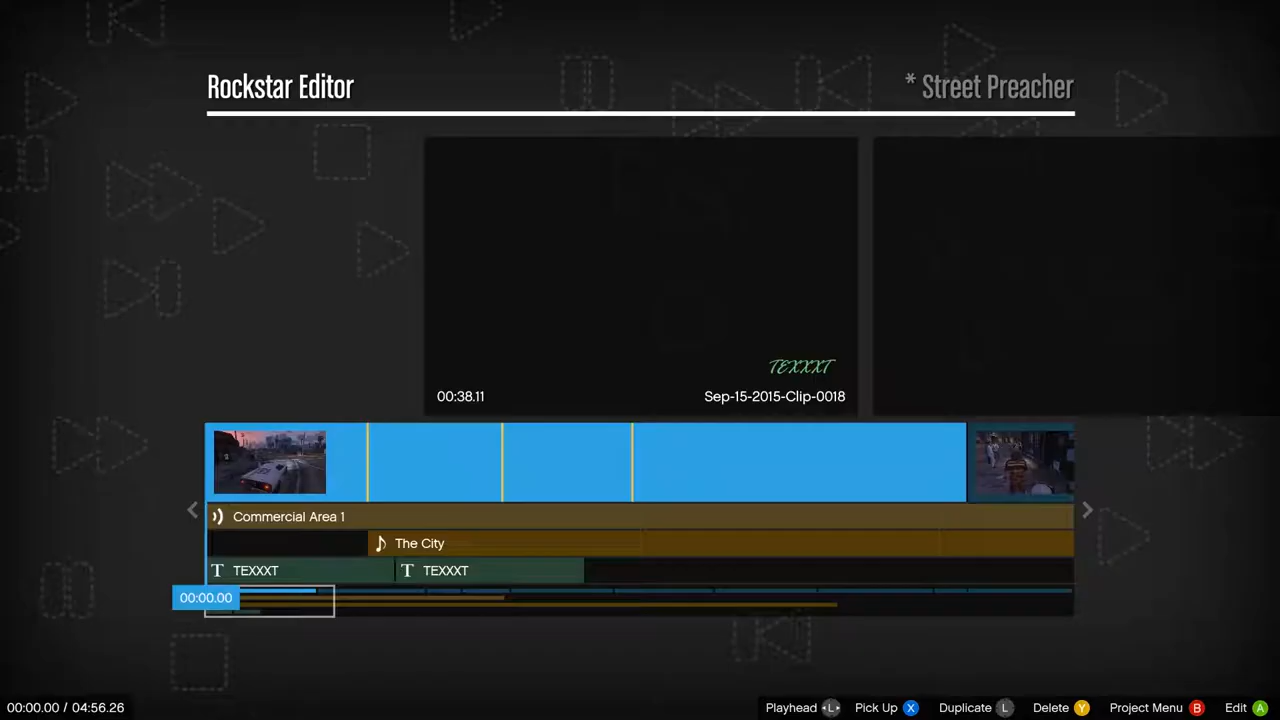 Rockstar Editor
* Street Preacher
TEXXXT
00:38.11
Sep-15-2015-Clip-0018
Commercial Area 1
The City
T TEXXXT
T TEXXXT
00:00.00
00:00.00 / 04:56.26
Playhead L Pick Up X Duplicate L Delete Y Project Menu B Edit A